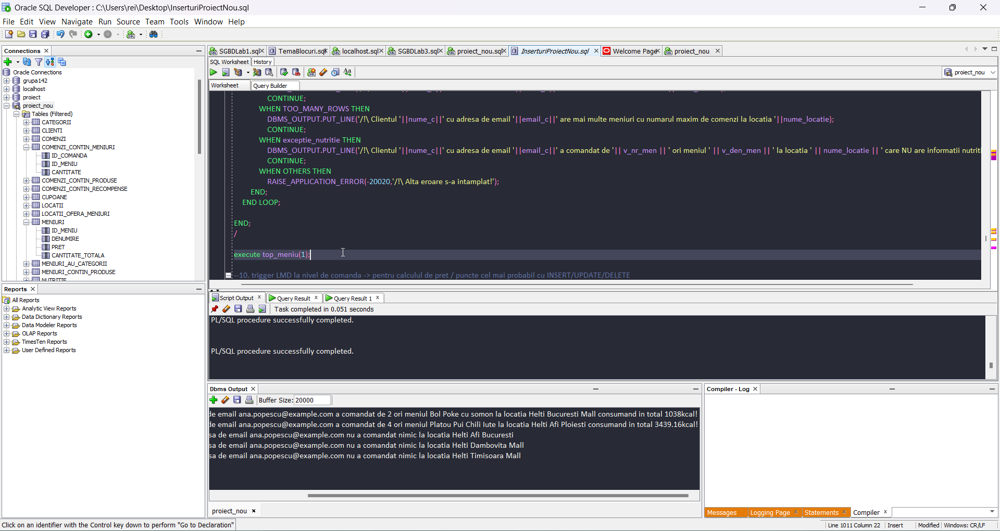 Oracle SQL Developer : C:\Users\rei\Desktop\InserturiProiectNou.sql
File Edit View Navigate Run Source Team Tools Window Help
Connections
Oracle Connections
grupa142
localhost
proiect
proiect_nou
Tables (Filtered)
CATEGORII
CLIENTI
COMENZI
COMENZI_CONTIN_MENIURI
ID_COMANDA
ID_MENIU
CANTITATE
COMENZI_CONTIN_PRODUSE
COMENZI_CONTIN_RECOMPENSE
CUPOANE
LOCATII
LOCATII_OFERA_MENIURI
MENIURI
ID_MENIU
DENUMIRE
PRET
CANTITATE_TOTALA
MENIURI_AU_CATEGORII
MENIURI_CONTIN_PRODUSE
NUTRITIE
Reports
All Reports
Analytic View Reports
Data Dictionary Reports
Data Modeler Reports
OLAP Reports
TimesTen Reports
User Defined Reports
SGBDLab1.sql TemaBlocuri.sql localhost.sql SGBDLab3.sql proiect_nou.sql InserturiProiectNou.sql Welcome Page proiect_nou
SQL Worksheet History
proiect_nou
Worksheet Query Builder
CONTINUE;
WHEN TOO_MANY_ROWS THEN
DBMS_OUTPUT.PUT_LINE('/!\ Clientul '||nume_c||' cu adresa de email '||email_c||' are mai multe meniuri cu numarul maxim de comenzi la locatia '||nume_locatie);
CONTINUE;
WHEN exceptie_nutritie THEN
DBMS_OUTPUT.PUT_LINE('/!\ Clientul '||nume_c||' cu adresa de email '||email_c||' a comandat de '|| v_nr_men || ' ori meniul ' || v_den_men || ' la locatia ' || nume_locatie || ' care NU are informatii nutriti
CONTINUE;
WHEN OTHERS THEN
RAISE_APPLICATION_ERROR(-20020,'/!\ Alta eroare s-a intamplat!');
END;
END LOOP;
END;
/
execute top_meniu(1);
--10. trigger LMD la nivel de comanda -> pentru calculul de pret / puncte cel mai probabil cu INSERT/UPDATE/DELETE
Script Output Query Result Query Result 1
Task completed in 0.051 seconds
PL/SQL procedure successfully completed.
PL/SQL procedure successfully completed.
Dbms Output
Buffer Size: 20000
de email ana.popescu@example.com a comandat de 2 ori meniul Bol Poke cu somon la locatia Helti Bucuresti Mall consumand in total 1038kcal!
de email ana.popescu@example.com a comandat de 4 ori meniul Platou Pui Chili Iute la locatia Helti Afi Ploiesti consumand in total 3439.16kcal!
sa de email ana.popescu@example.com nu a comandat nimic la locatia Helti Afi Bucuresti
sa de email ana.popescu@example.com nu a comandat nimic la locatia Helti Dambovita Mall
sa de email ana.popescu@example.com nu a comandat nimic la locatia Helti Timisoara Mall
proiect_nou
Compiler - Log
Messages Logging Page Statements Compiler
Click on an identifier with the Control key down to perform "Go to Declaration"
Line 1011 Column 22 Insert Modified Windows: CR/LF